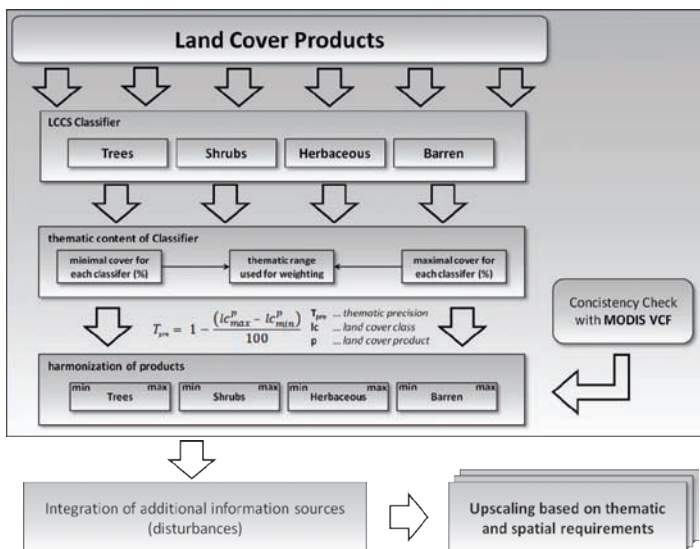 Land Cover Products
LCCS Classifier
Trees
Shrubs
Herbaceous
Barren
thematic content of Classifier
minimal cover for
each classifer (%)
thematic range
used for weighting
maximal cover for
each classifer (%)
T_pre = 1 − (lc^p_max − lc^p_min) / 100
T_pre ... thematic precision
lc ... land cover class
p ... land cover product
Concistency Check
with MODIS VCF
harmonization of products
min max
Trees
min max
Shrubs
min max
Herbaceous
min max
Barren
Integration of additional information sources
(disturbances)
Upscaling based on thematic
and spatial requirements